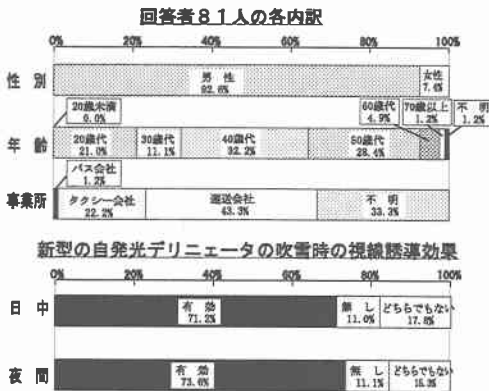 回答者81人の各内訳
0% 20% 40% 60% 80% 100%
性別 男性 92.6% 女性 7.4%
20歳未満 0.0% 60歳代 4.9% 70歳以上 1.2% 不明 1.2%
年齢 20歳代 21.0% 30歳代 11.1% 40歳代 32.2% 50歳代 28.4%
バス会社 1.2%
事業所 タクシー会社 22.2% 運送会社 43.3% 不明 33.3%
新型の自発光デリニェータの吹雪時の視線誘導効果
0% 20% 40% 60% 80% 100%
日中 有効 71.2% 無し 11.0% どちらでもない 17.8%
夜間 有効 73.6% 無し 11.1% どちらでもない 15.3%